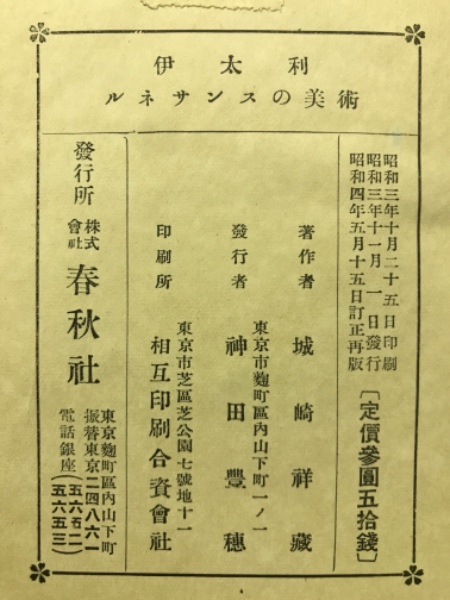 伊太利
ルネサンスの美術
昭和三年十月二十五日印刷
昭和三年十一月一日發行
昭和四年五月十五日訂正再版
〔定價參圓五拾錢〕
著作者 城崎祥藏
東京市麴町區內山下町一ノ一
發行者 神田豐穗
東京市芝區芝公園七號地十一
印刷所 相互印刷合資會社
發行所 株式會社 春秋社
東京麴町區內山下町
振替東京二四八六一
電話銀座(五六五二
五六五三)